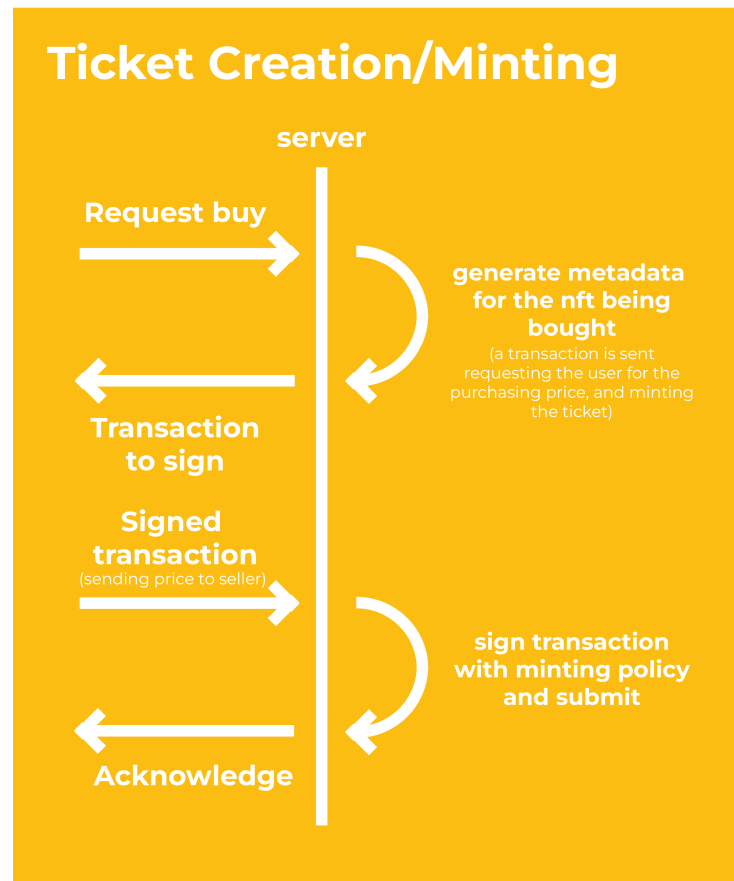 Ticket Creation/Minting
server
Request buy
generate metadata
for the nft being
bought
(a transaction is sent
requesting the user for the
purchasing price, and minting
the ticket)
Transaction
to sign
Signed
transaction
(sending price to seller)
sign transaction
with minting policy
and submit
Acknowledge